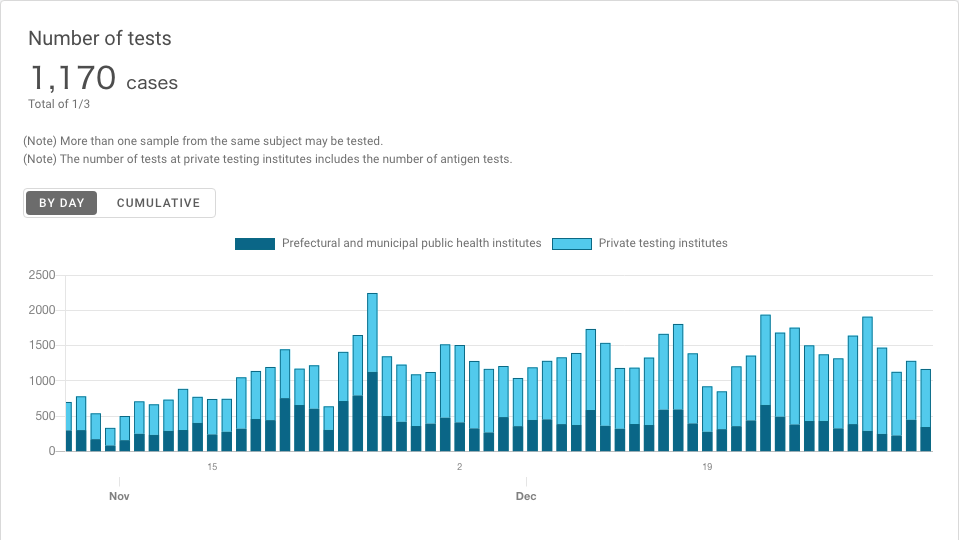 Number of tests
1,170 cases
Total of 1/3
(Note) More than one sample from the same subject may be tested.
(Note) The number of tests at private testing institutes includes the number of antigen tests.
BY DAY CUMULATIVE
Prefectural and municipal public health institutes Private testing institutes
2500
2000
1500
1000
500
0
15 2 19
Nov Dec